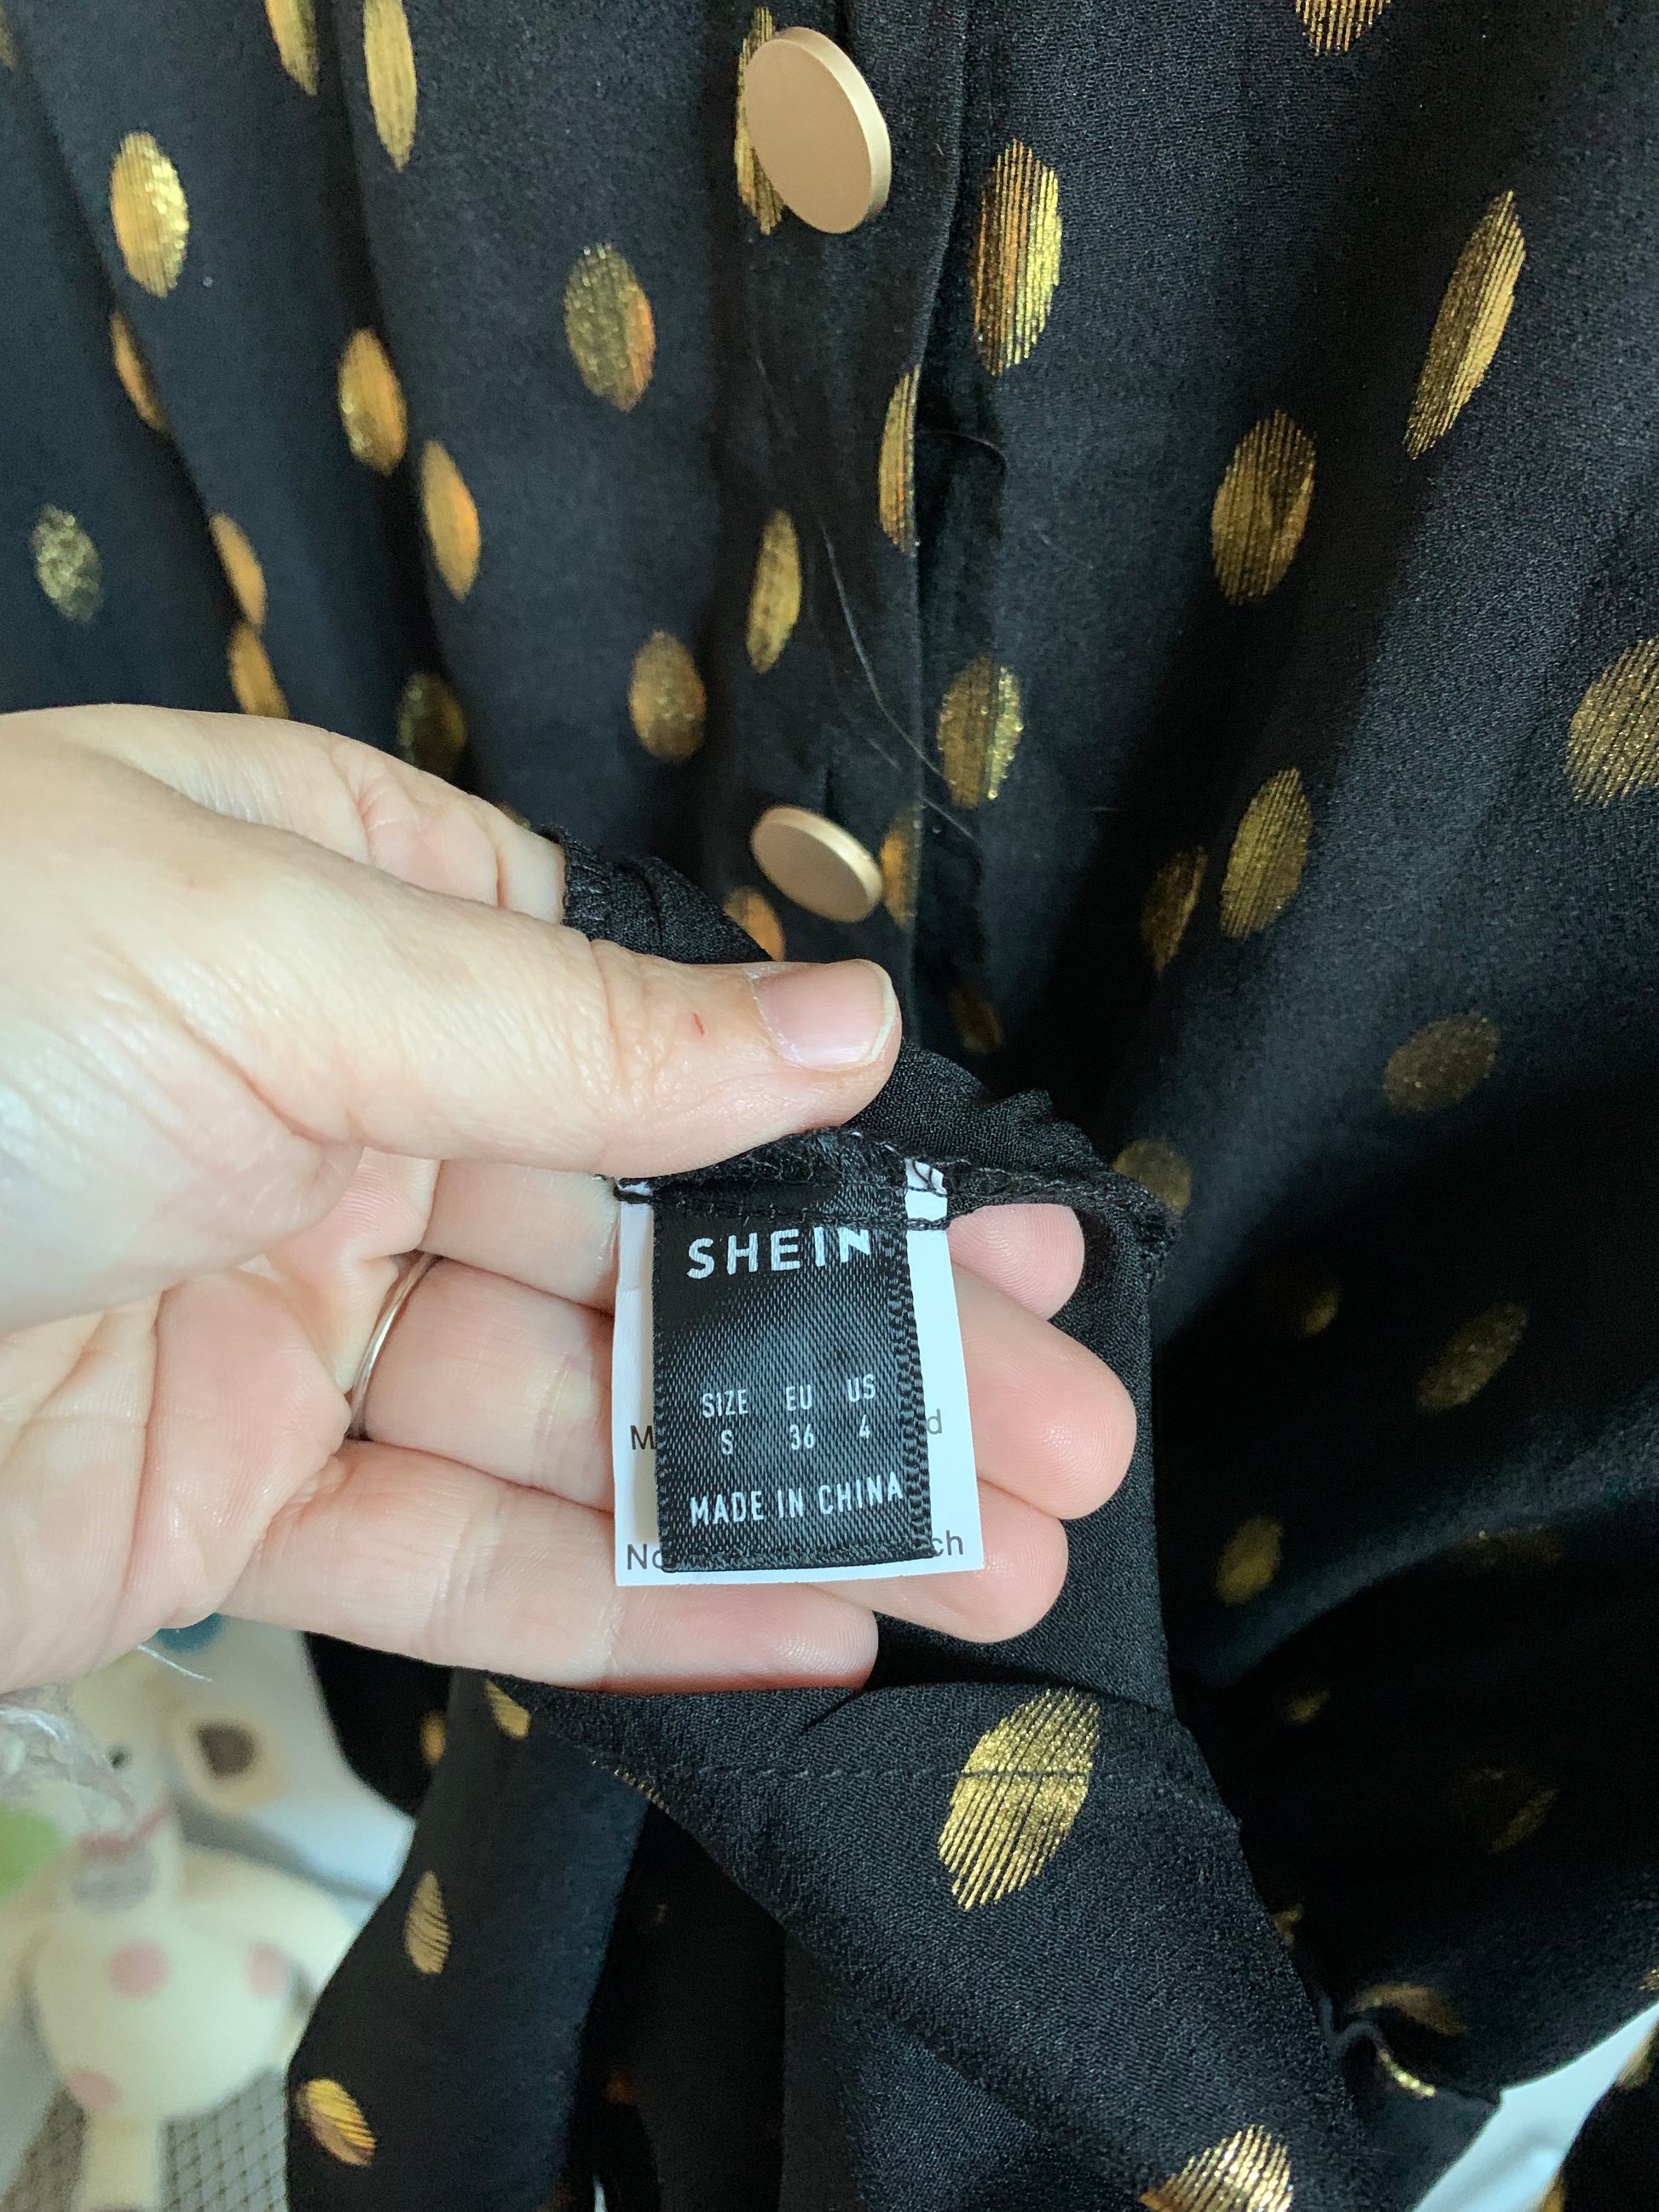 SHEIN
SIZE EU US
S 36 4
MADE IN CHINA